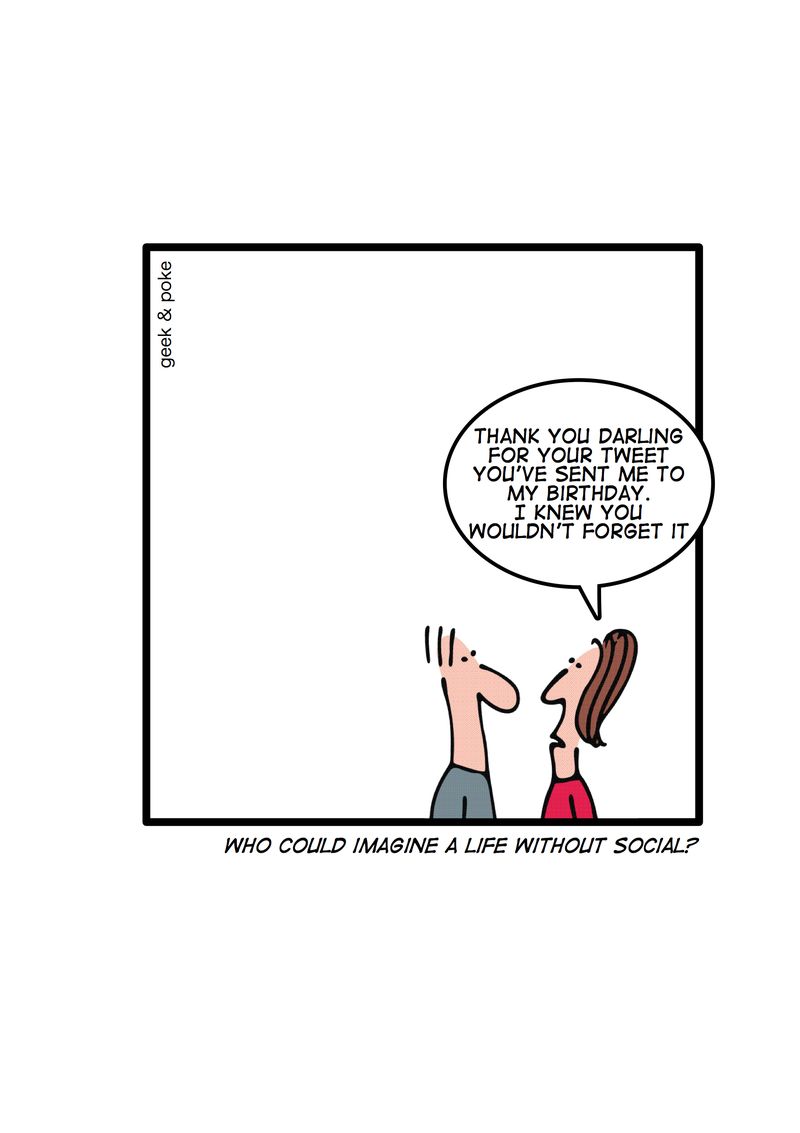 geek & poke
THANK YOU DARLING
FOR YOUR TWEET
YOU'VE SENT ME TO
MY BIRTHDAY.
I KNEW YOU
WOULDN'T FORGET IT
WHO COULD IMAGINE A LIFE WITHOUT SOCIAL?